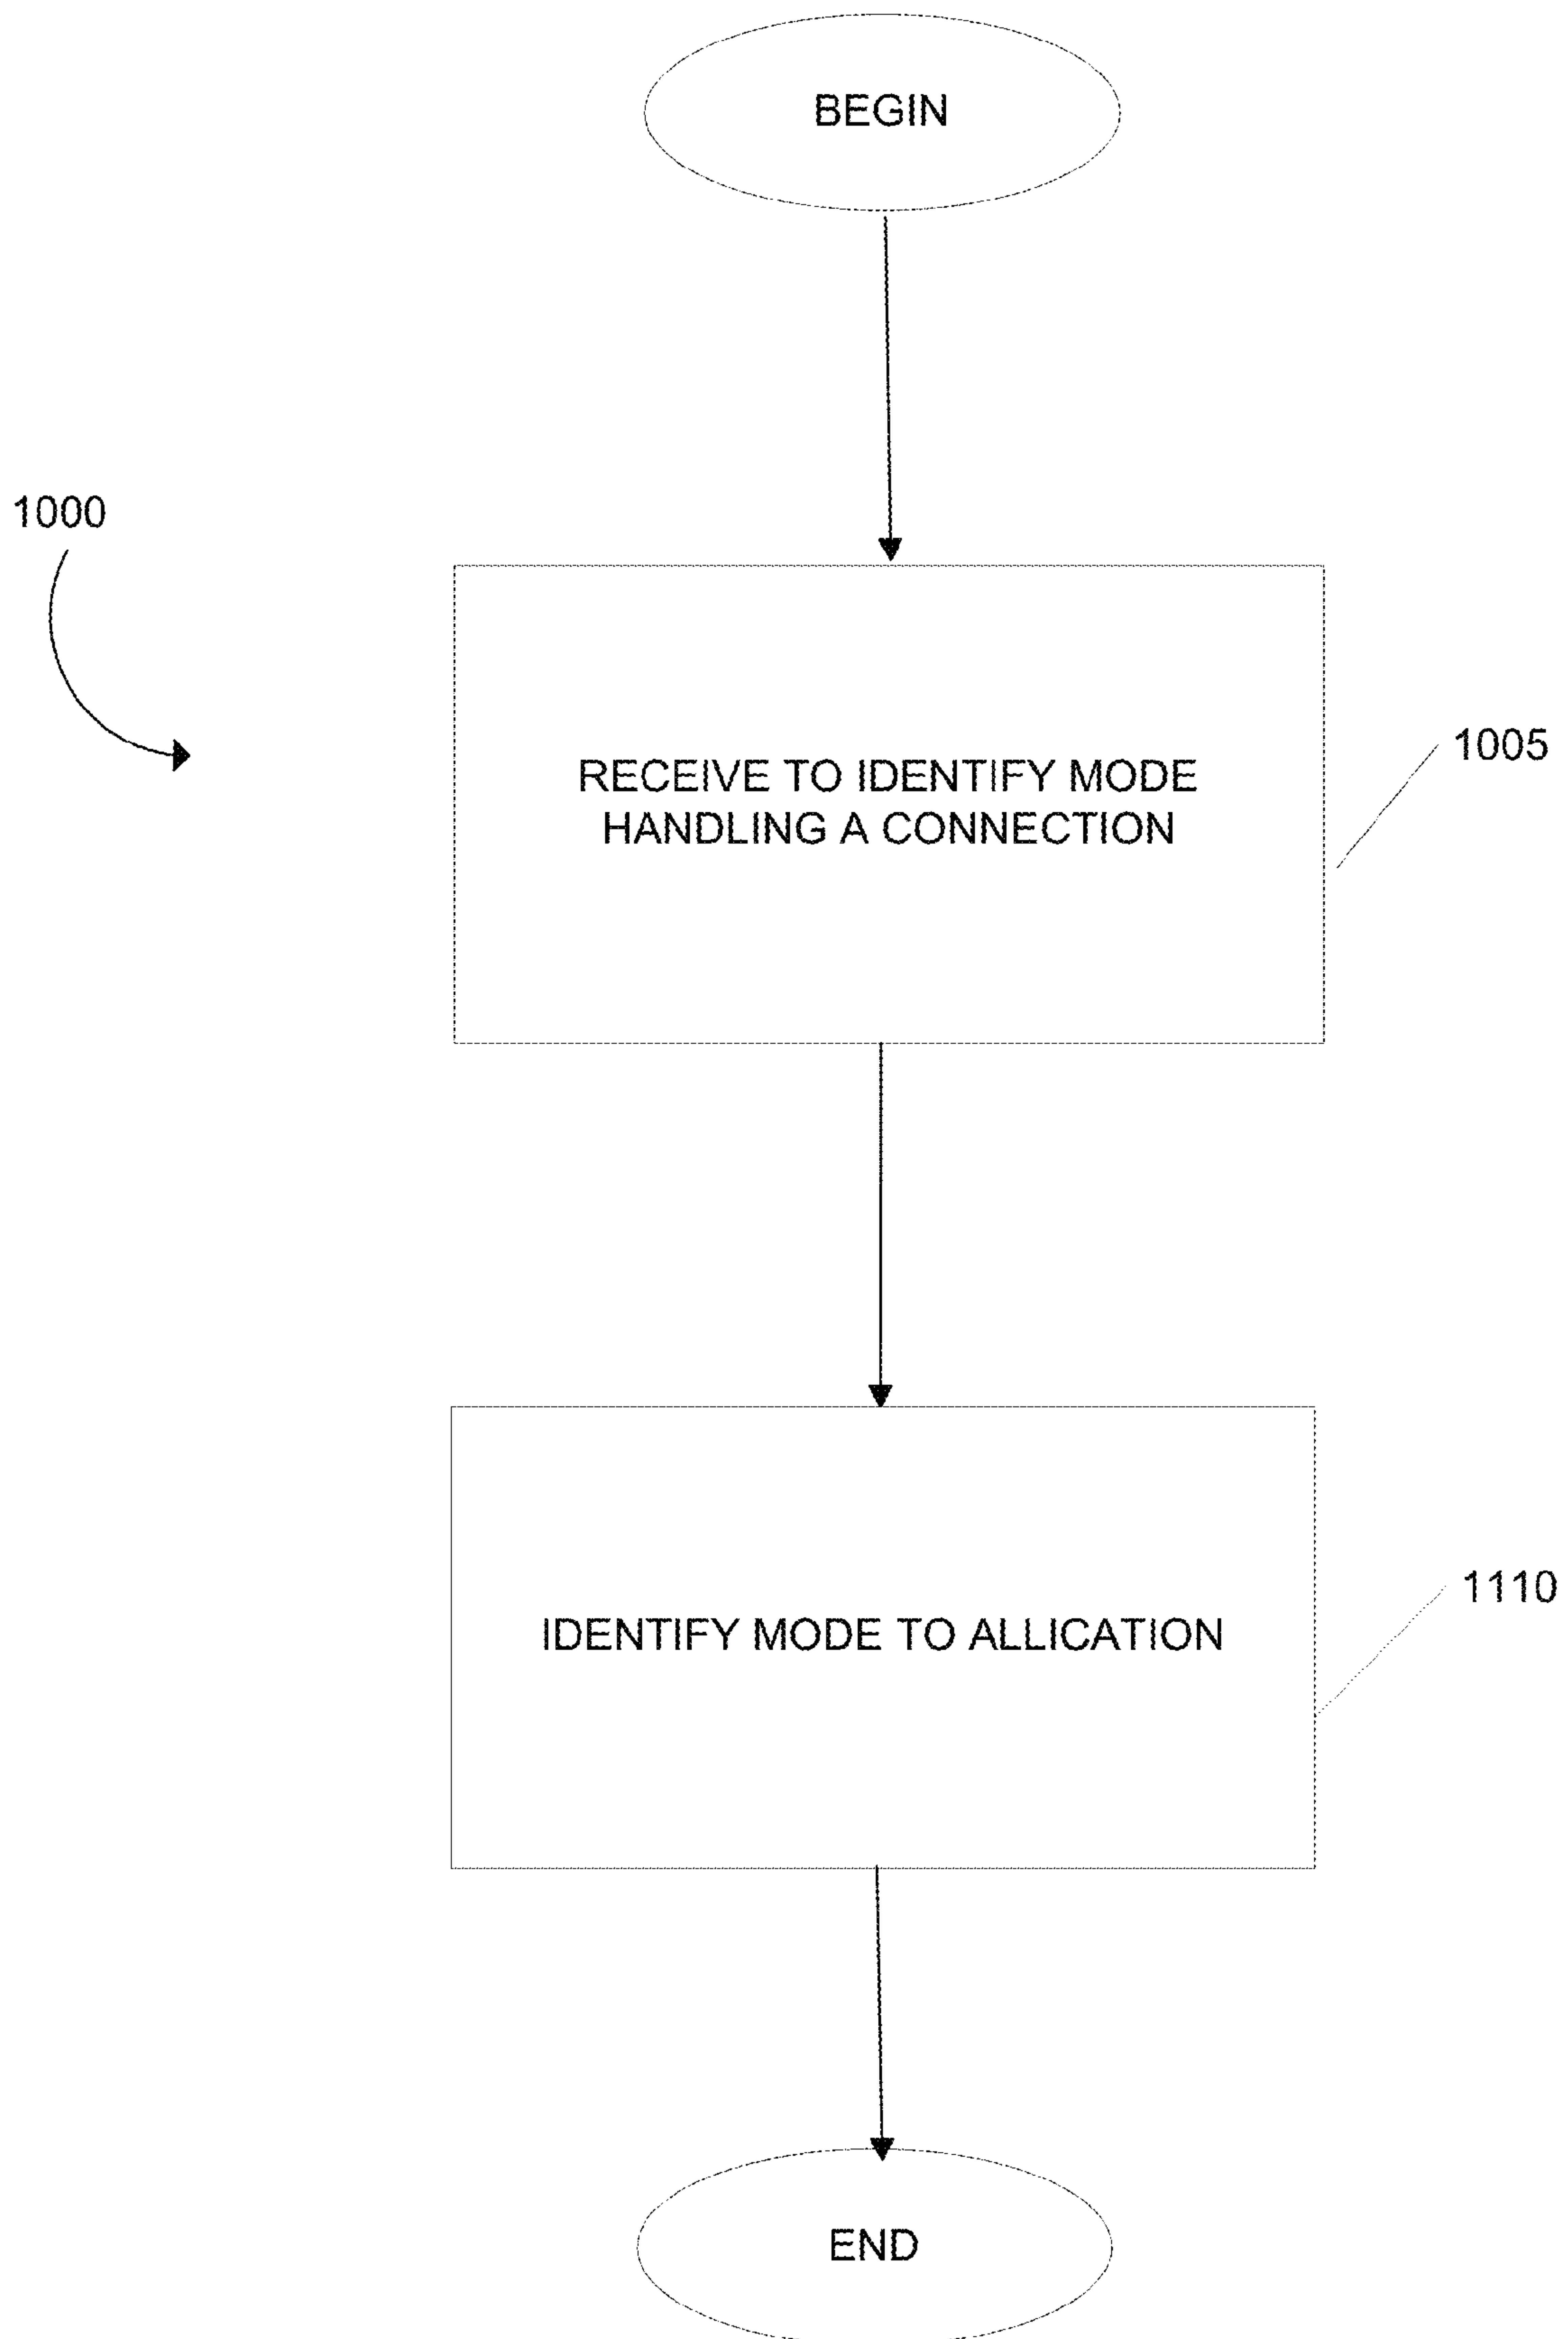 BEGIN
1000
RECEIVE TO IDENTIFY MODE
HANDLING A CONNECTION
1005
IDENTIFY MODE TO ALLICATION
1110
END